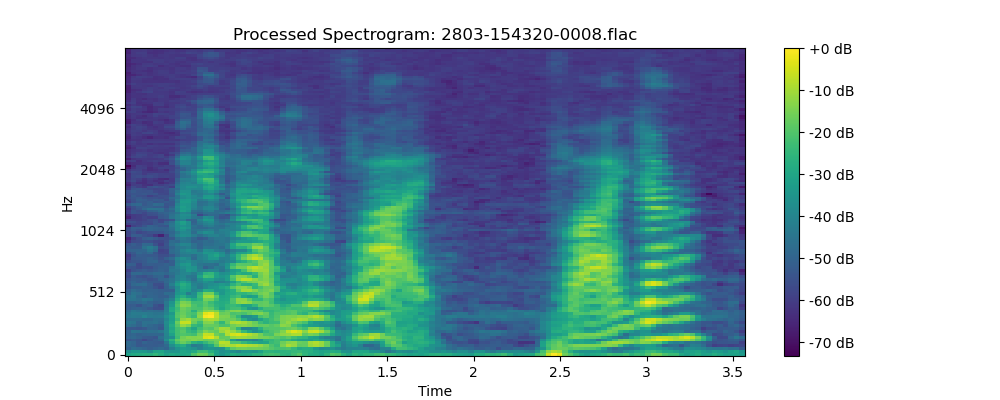 Processed Spectrogram: 2803-154320-0008.flac
Hz
4096
2048
1024
512
0
0 0.5 1 1.5 2 2.5 3 3.5
Time
+0 dB
-10 dB
-20 dB
-30 dB
-40 dB
-50 dB
-60 dB
-70 dB